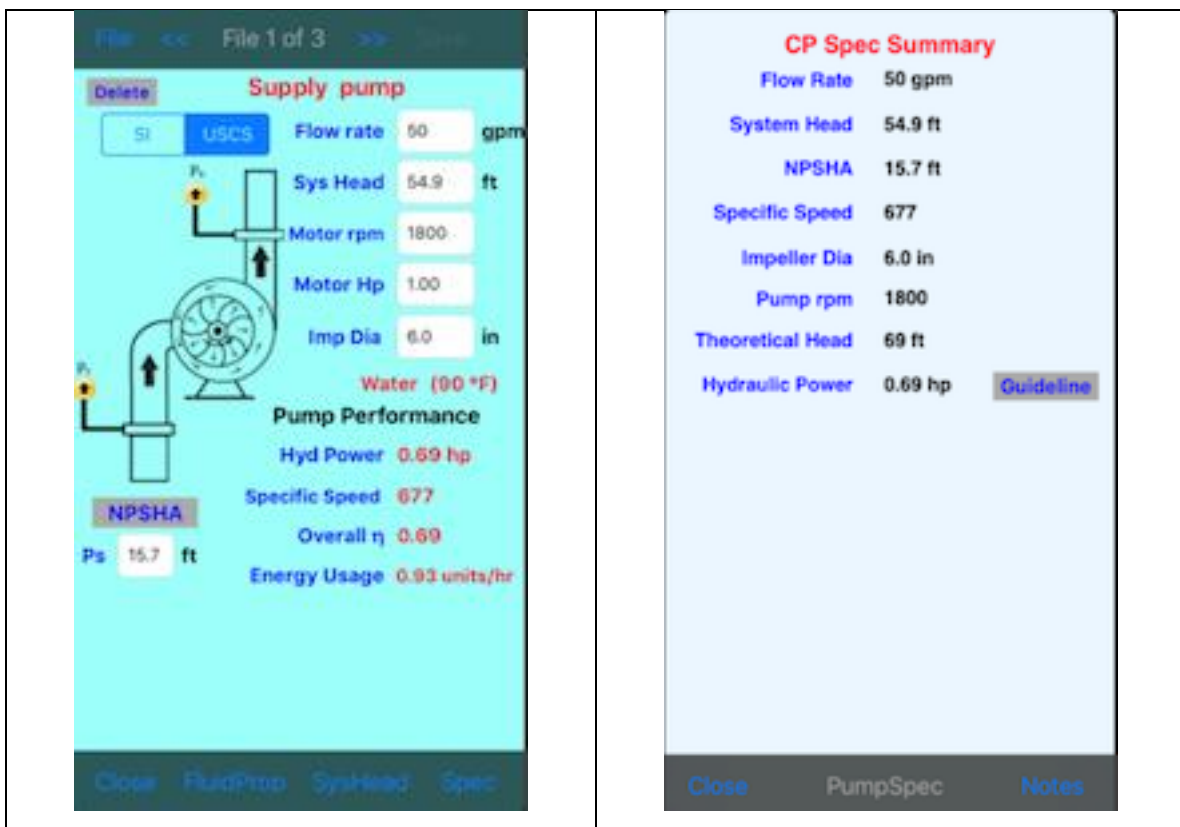 File << File 1 of 3 >> Save
Delete Supply pump
SI USCS Flow rate 50 gpm
Sys Head 54.9 ft
Motor rpm 1800
Motor Hp 1.00
Imp Dia 6.0 in
Water (90 °F)
Pump Performance
Hyd Power 0.69 hp
Specific Speed 677
NPSHA
Overall η 0.69
Ps 15.7 ft
Energy Usage 0.93 units/hr
Close FluidProp SysHead Spec
CP Spec Summary
Flow Rate 50 gpm
System Head 54.9 ft
NPSHA 15.7 ft
Specific Speed 677
Impeller Dia 6.0 in
Pump rpm 1800
Theoretical Head 69 ft
Hydraulic Power 0.69 hp Guideline
Close PumpSpec Notes